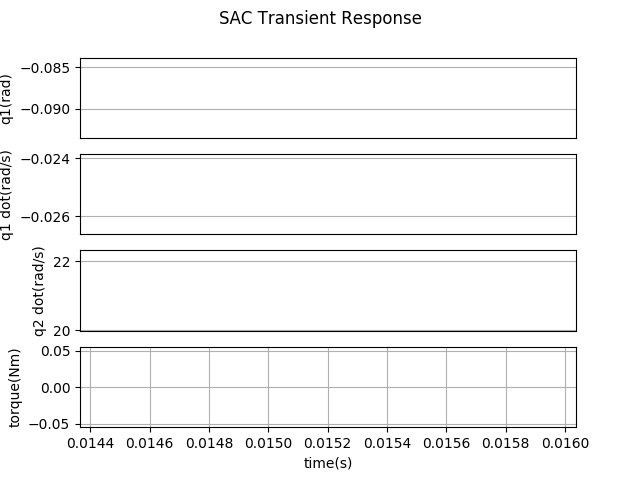 SAC Transient Response
−0.085
−0.090
q1(rad)
−0.024
−0.026
q1 dot(rad/s)
22
20
q2 dot(rad/s)
0.05
0.00
−0.05
torque(Nm)
0.0144 0.0146 0.0148 0.0150 0.0152 0.0154 0.0156 0.0158 0.0160
time(s)